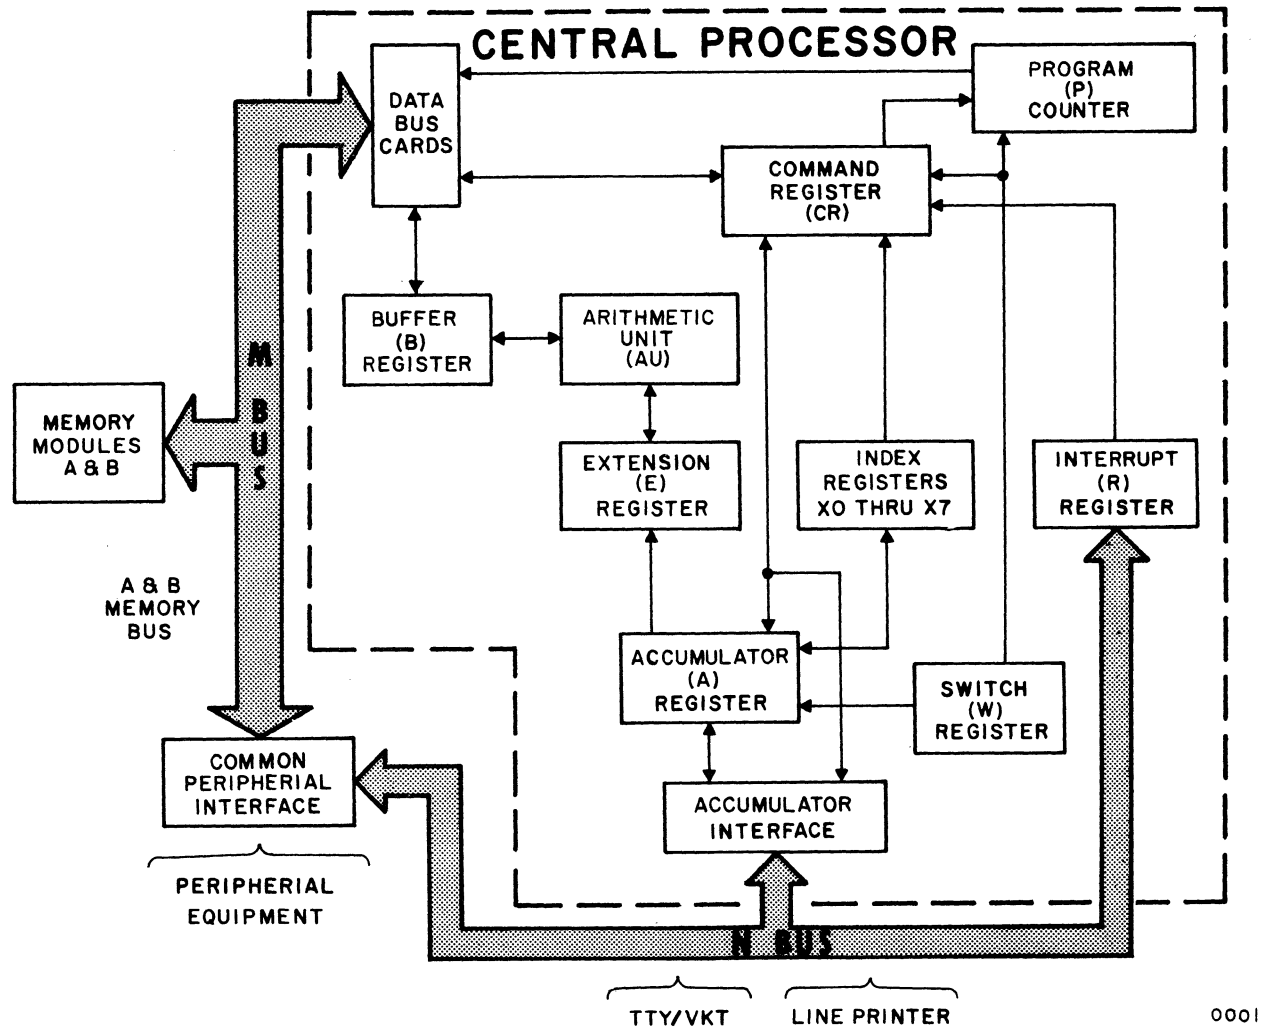 CENTRAL PROCESSOR
DATA
BUS
CARDS
PROGRAM
(P)
COUNTER
COMMAND
REGISTER
(CR)
BUFFER
(B)
REGISTER
ARITHMETIC
UNIT
(AU)
M BUS
MEMORY
MODULES
A & B
EXTENSION
(E)
REGISTER
INDEX
REGISTERS
X0 THRU X7
INTERRUPT
(R)
REGISTER
A & B
MEMORY
BUS
ACCUMULATOR
(A)
REGISTER
SWITCH
(W)
REGISTER
COMMON
PERIPHERIAL
INTERFACE
ACCUMULATOR
INTERFACE
PERIPHERIAL
EQUIPMENT
N BUS
TTY/VKT
LINE PRINTER
0001